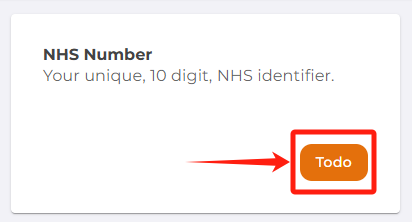 NHS Number
Your unique, 10 digit, NHS identifier.
Todo